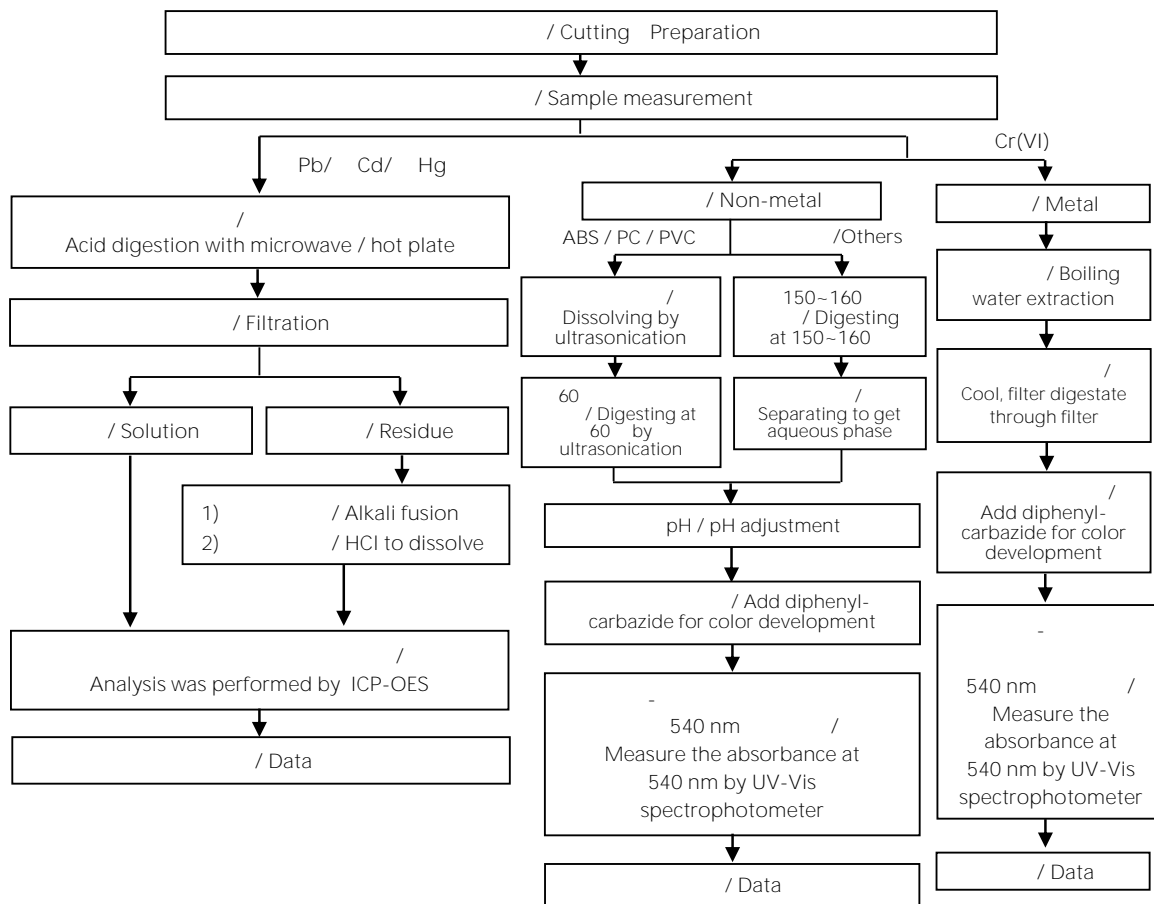 / Cutting Preparation
/ Sample measurement
Pb/ Cd/ Hg
Cr(VI)
/
Acid digestion with microwave / hot plate
/ Filtration
/ Solution
/ Residue
1) / Alkali fusion
2) / HCl to dissolve
/
Analysis was performed by ICP-OES
/ Data
/ Non-metal
ABS / PC / PVC
/Others
/
Dissolving by
ultrasonication
60
/ Digesting at
60 by
ultrasonication
150~160
/ Digesting
at 150~160
/
Separating to get
aqueous phase
pH / pH adjustment
/ Add diphenyl-
carbazide for color development
-
540 nm /
Measure the absorbance at
540 nm by UV-Vis
spectrophotometer
/ Data
/ Metal
/ Boiling
water extraction
/
Cool, filter digestate
through filter
/
Add diphenyl-
carbazide for color
development
-
540 nm /
Measure the
absorbance at
540 nm by UV-Vis
spectrophotometer
/ Data